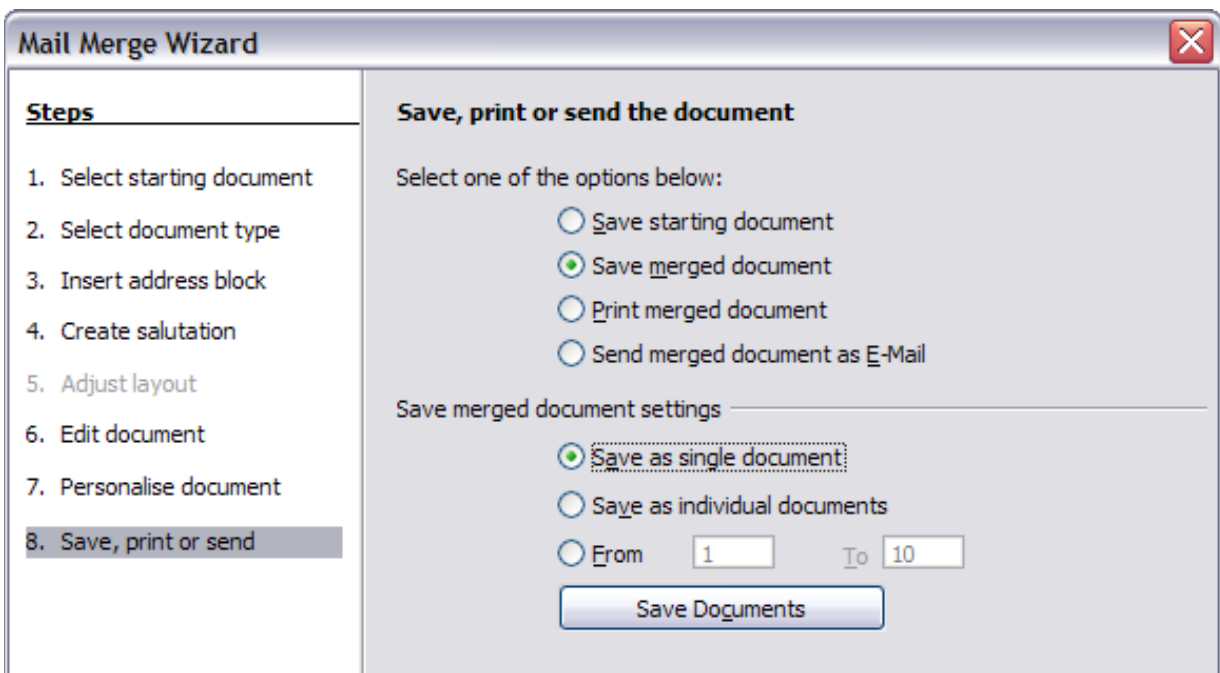 Mail Merge Wizard
Steps
1. Select starting document
2. Select document type
3. Insert address block
4. Create salutation
5. Adjust layout
6. Edit document
7. Personalise document
8. Save, print or send
Save, print or send the document
Select one of the options below:
Save starting document
Save merged document
Print merged document
Send merged document as E-Mail
Save merged document settings
Save as single document
Save as individual documents
From 1 To 10
Save Documents